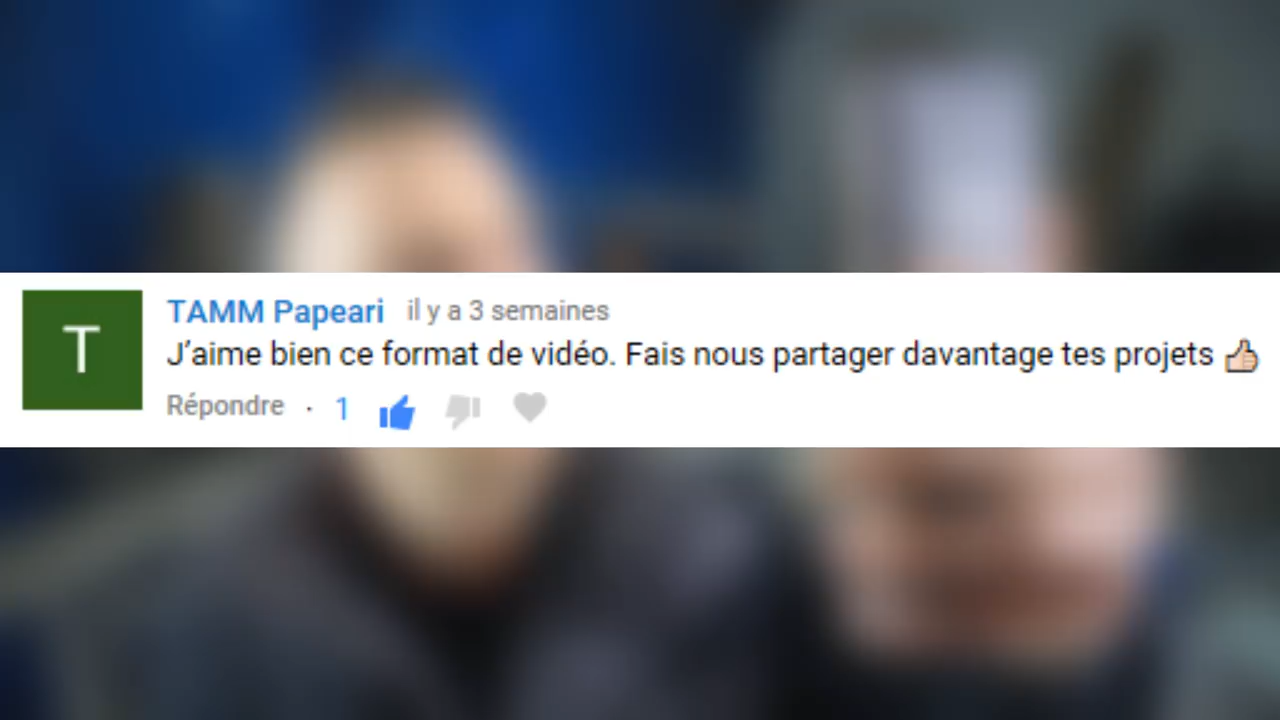 T
TAMM Papeari il y a 3 semaines
J’aime bien ce format de vidéo. Fais nous partager davantage tes projets 👍🏻
Répondre · 1